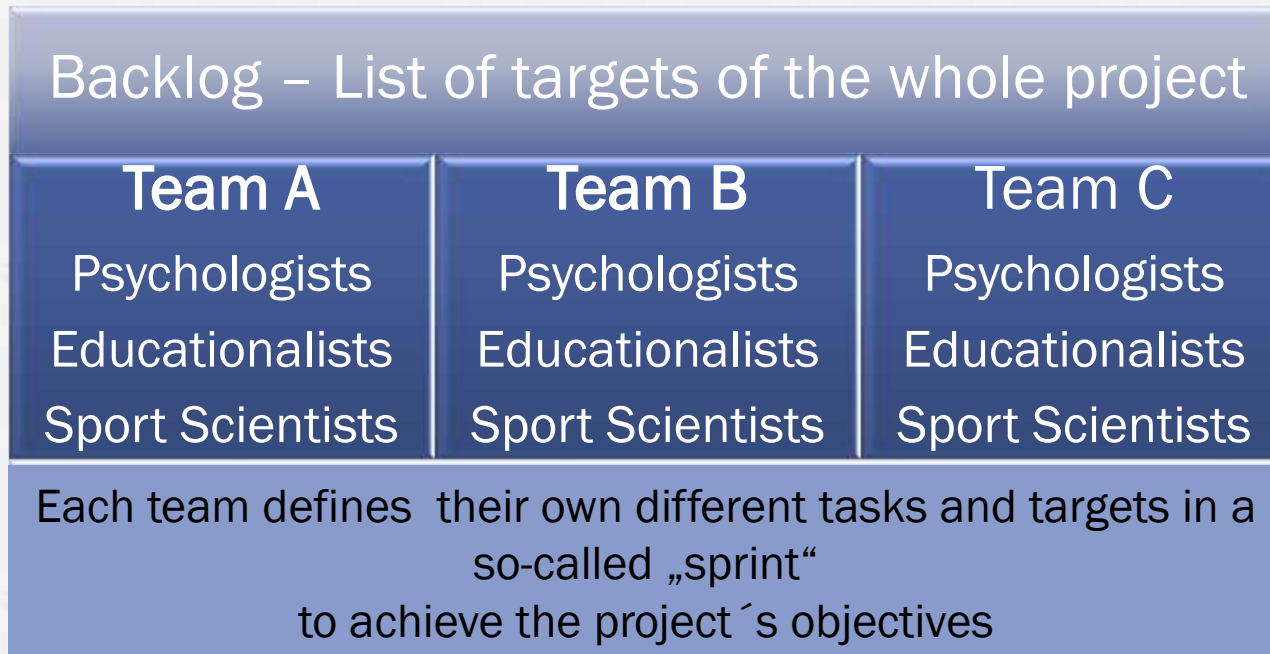 Backlog – List of targets of the whole project
Team A
Psychologists
Educationalists
Sport Scientists
Team B
Psychologists
Educationalists
Sport Scientists
Team C
Psychologists
Educationalists
Sport Scientists
Each team defines  their own different tasks and targets in a
so-called „sprint“
to achieve the project´s objectives